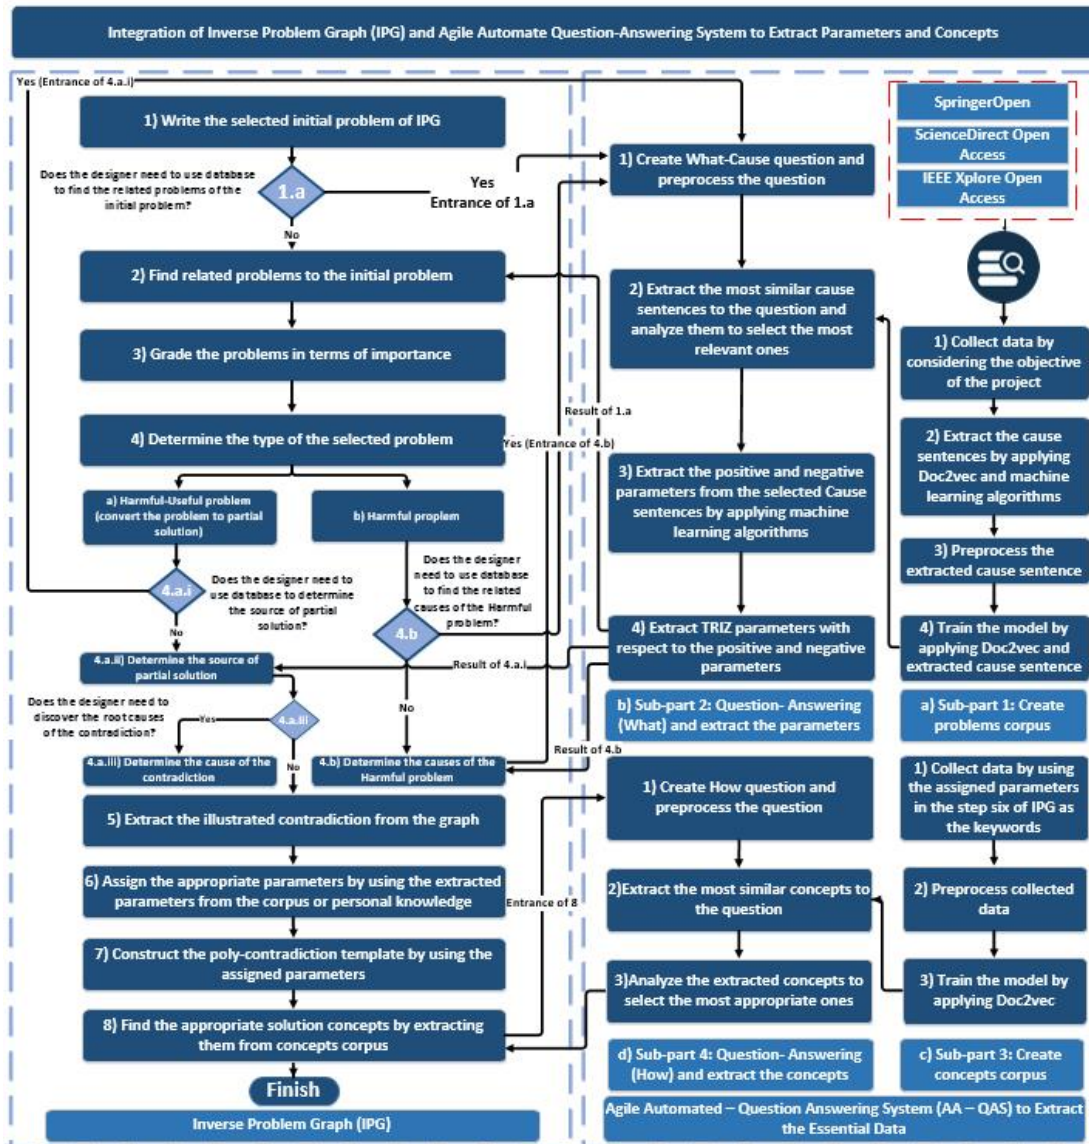 Integration of Inverse Problem Graph (IPG) and Agile Automate Question-Answering System to Extract Parameters and Concepts
Yes (Entrance of 4.a.i)
1) Write the selected initial problem of IPG
Does the designer need to use database
to find the related problems of the
initial problem?
1.a
Yes
Entrance of 1.a
No
2) Find related problems to the initial problem
3) Grade the problems in terms of importance
4) Determine the type of the selected problem
a) Harmful-Useful problem
(convert the problem to partial
solution)
b) Harmful proplem
4.a.i
Does the designer need to
use database to determine
the source of partial
solution?
Does the designer
need to use database
to find the related
causes of the Harmful
problem?
4.b
No
4.a.ii) Determine the source of
partial solution
Does the designer need to
discover the root causes
of the contradiction?
Yes
4.a.iii
No
No
4.a.iii) Determine the cause of the
contradiction
4.b) Determine the causes of the
Harmful problem
5) Extract the illustrated contradiction from the graph
6) Assign the appropriate parameters by using the extracted
parameters from the corpus or personal knowledge
7) Construct the poly-contradiction template by using the
assigned parameters
8) Find the appropriate solution concepts by extracting
them from concepts corpus
Finish
Inverse Problem Graph (IPG)
Result of 1.a
Yes (Entrance of 4.b)
Result of 4.a.i
Result of 4.b
Entrance of 8
1) Create What-Cause question and
preprocess the question
2) Extract the most similar cause
sentences to the question and
analyze them to select the most
relevant ones
3) Extract the positive and negative
parameters from the selected Cause
sentences by applying machine
learning algorithms
4) Extract TRIZ parameters with
respect to the positive and negative
parameters
b) Sub-part 2: Question- Answering
(What) and extract the parameters
SpringerOpen
ScienceDirect Open
Access
IEEE Xplore Open
Access
1) Collect data by
considering the objective
of the project
2) Extract the cause
sentences by applying
Doc2vec and machine
learning algorithms
3) Preprocess the
extracted cause sentence
4) Train the model by
applying Doc2vec and
extracted cause sentence
a) Sub-part 1: Create
problems corpus
1) Create How question and
preprocess the question
2)Extract the most similar concepts to
the question
3)Analyze the extracted concepts to
select the most appropriate ones
d) Sub-part 4: Question- Answering
(How) and extract the concepts
1) Collect data by using
the assigned parameters
in the step six of IPG as
the keywords
2) Preprocess collected
data
3) Train the model by
applying Doc2vec
c) Sub-part 3: Create
concepts corpus
Agile Automated – Question Answering System (AA – QAS) to Extract
the Essential Data